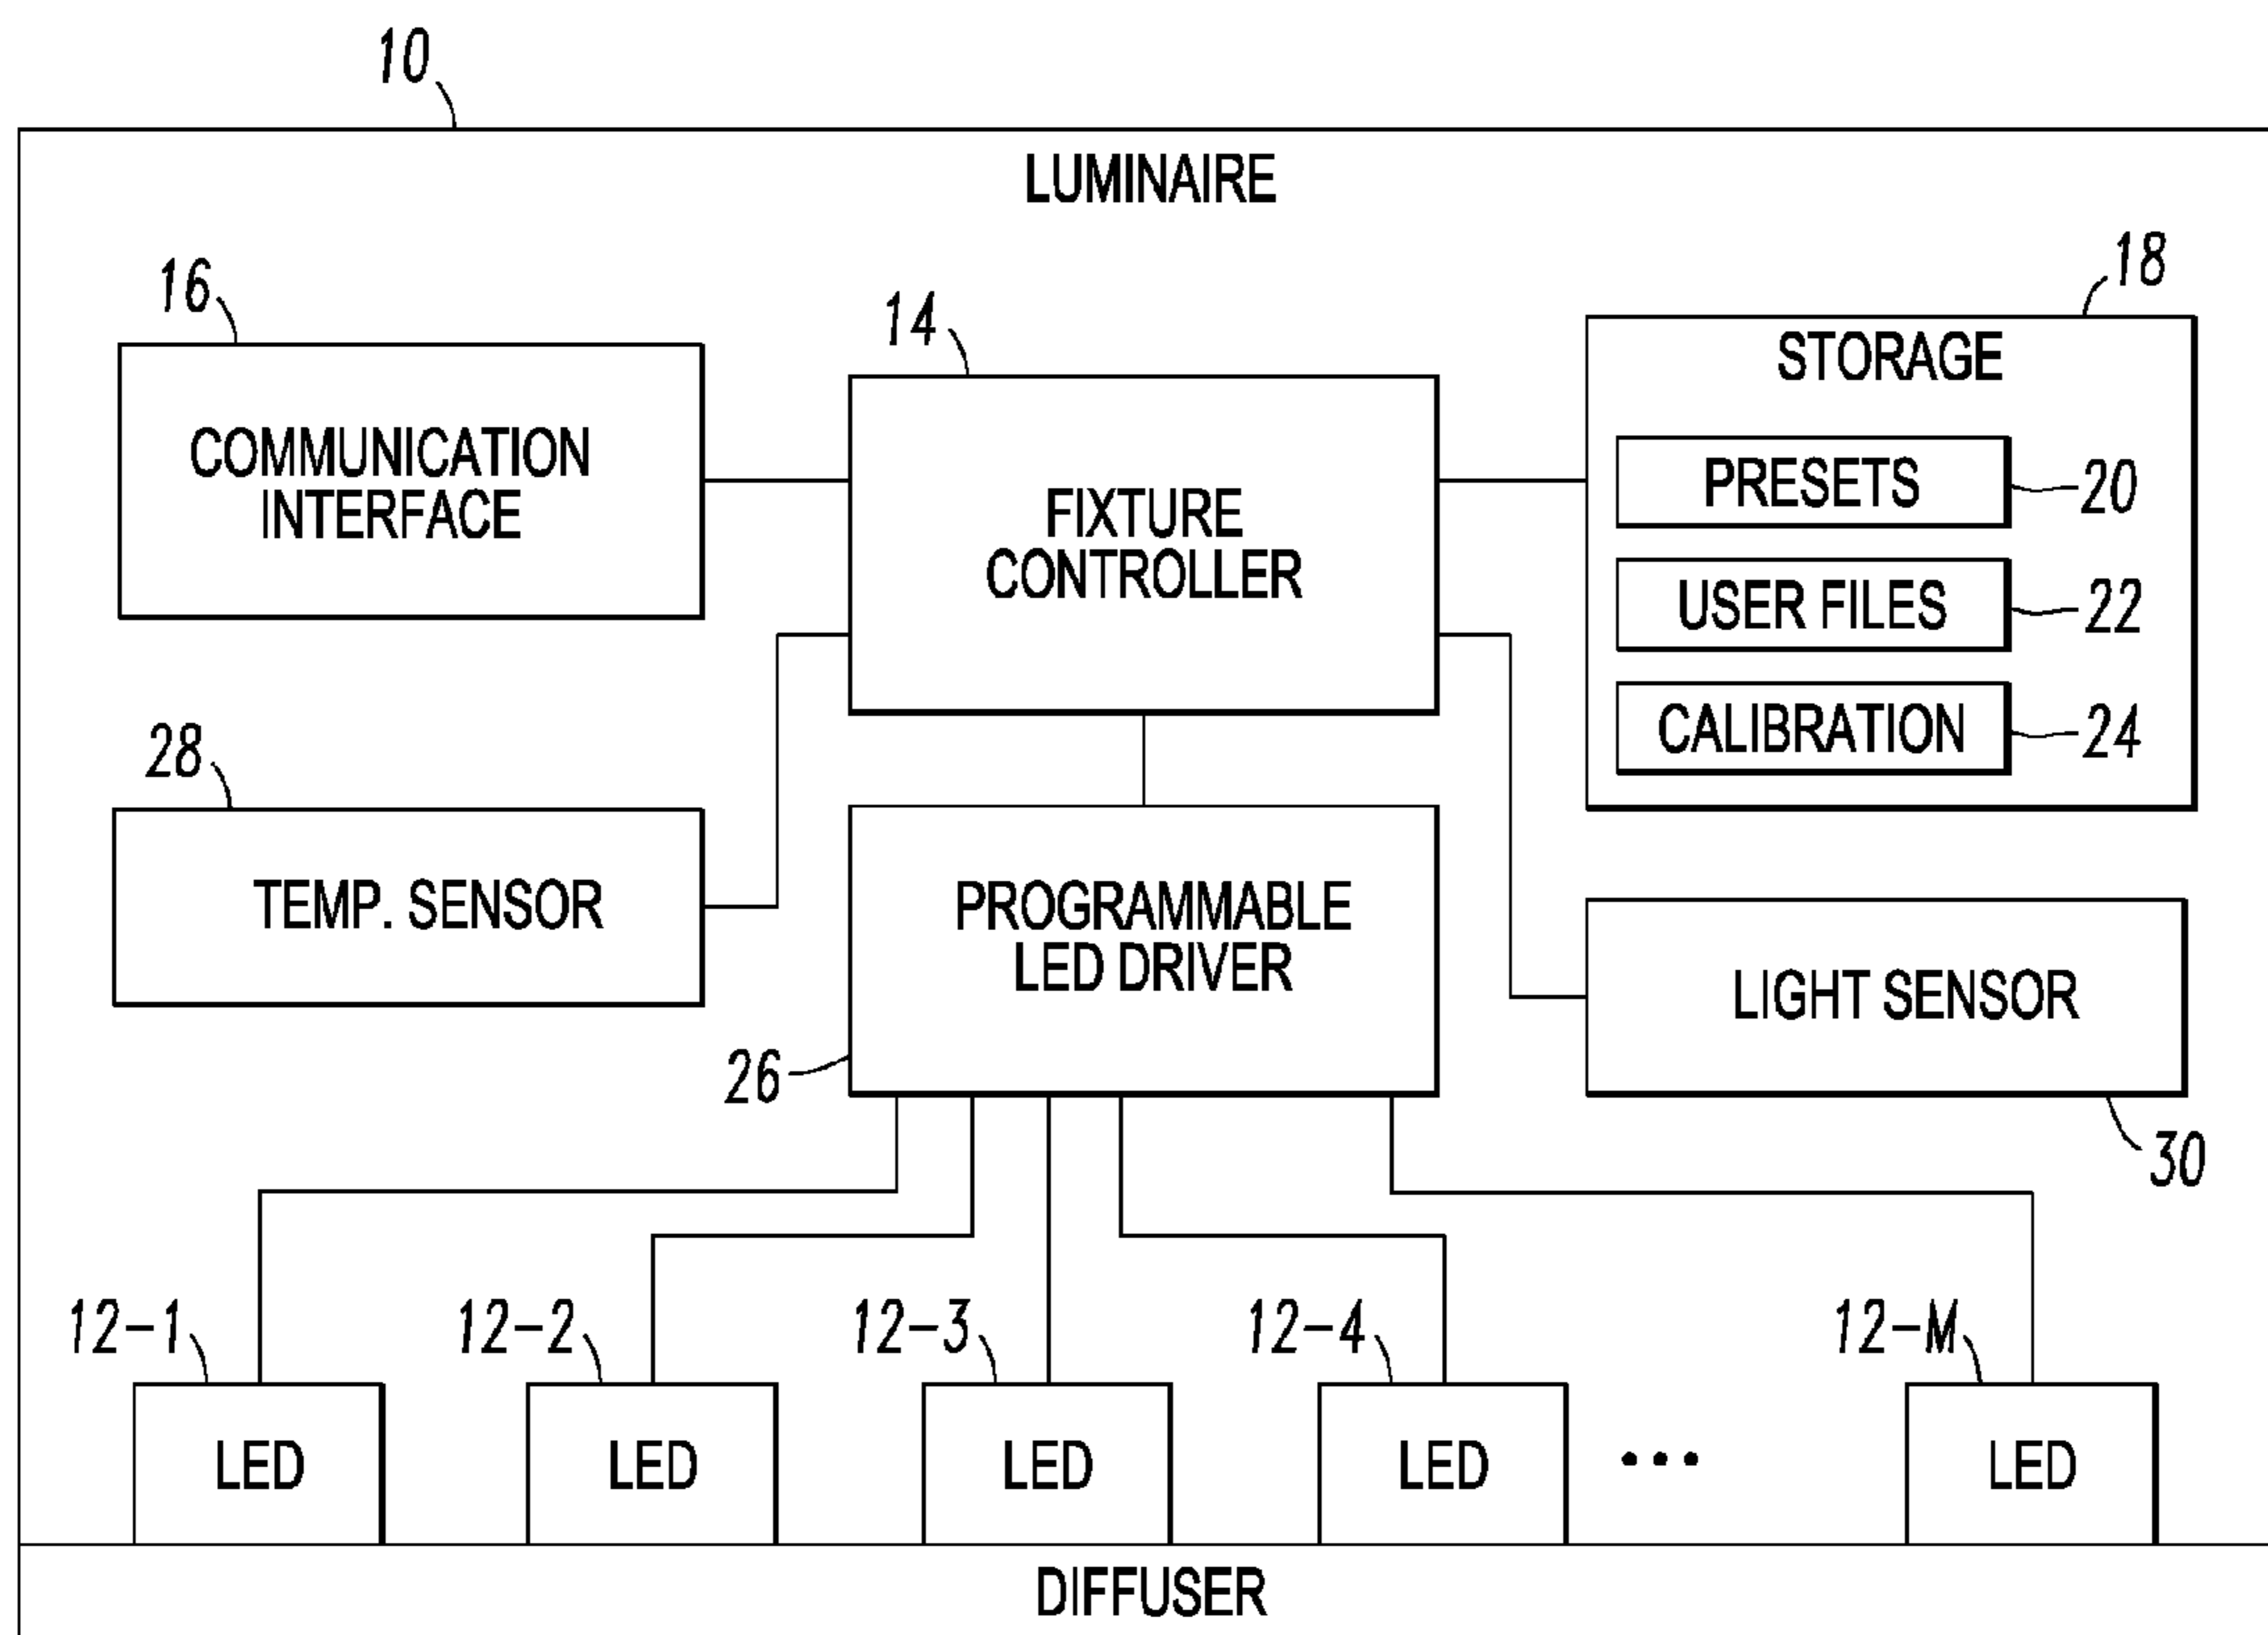 10
LUMINAIRE
16
14
18
COMMUNICATION
INTERFACE
FIXTURE
CONTROLLER
STORAGE
PRESETS
20
USER FILES
22
CALIBRATION
24
28
TEMP. SENSOR
PROGRAMMABLE
LED DRIVER
26
LIGHT SENSOR
30
12-1
12-2
12-3
12-4
12-M
LED
LED
LED
LED
•••
LED
DIFFUSER